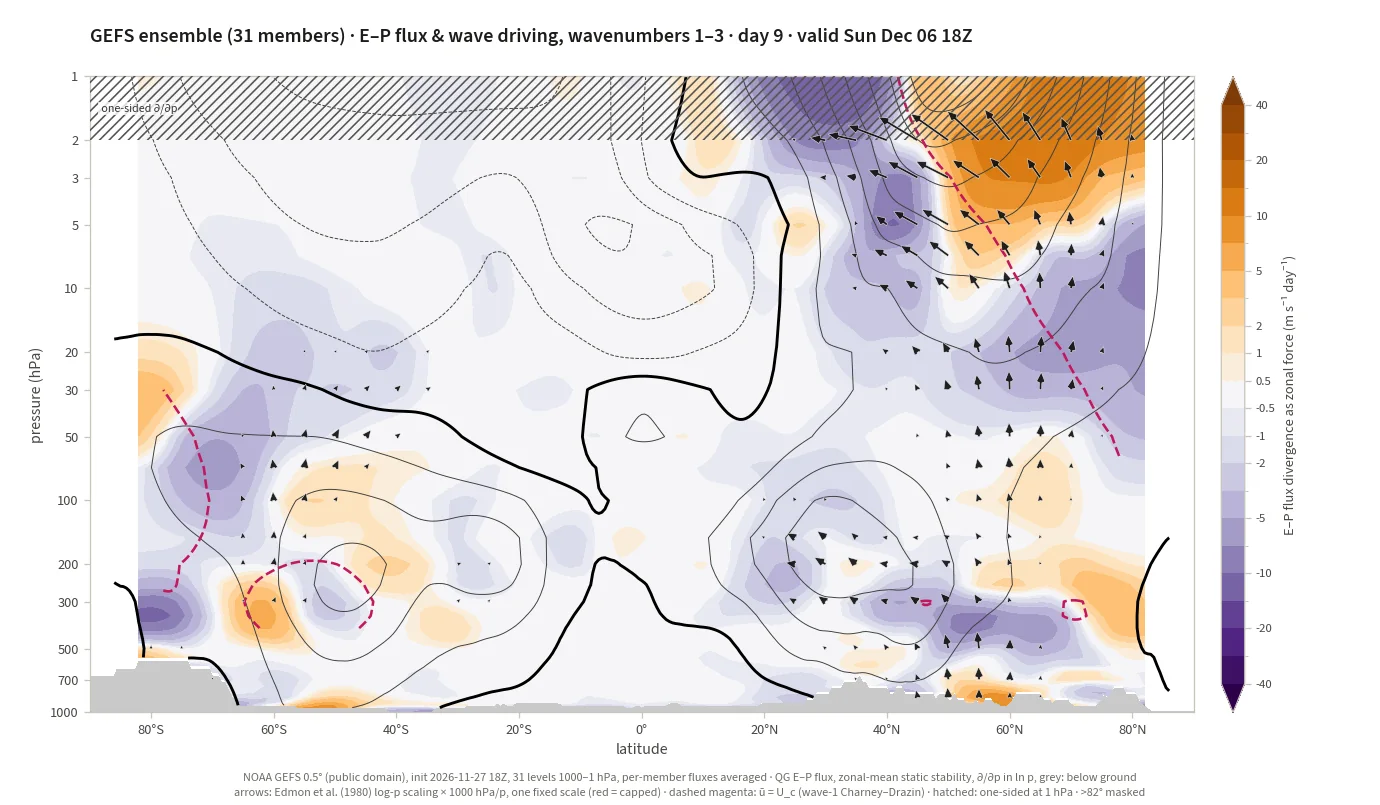 GEFS ensemble (31 members) · E–P flux & wave driving, wavenumbers 1–3 · day 9 · valid Sun Dec 06 18Z
one-sided ∂/∂p
pressure (hPa)
1
2
3
5
10
20
30
50
100
200
300
500
700
1000
80°S
60°S
40°S
20°S
0°
20°N
40°N
60°N
80°N
latitude
40
20
10
5
2
1
0.5
-0.5
-1
-2
-5
-10
-20
-40
E–P flux divergence as zonal force (m s⁻¹ day⁻¹)
NOAA GEFS 0.5° (public domain), init 2026-11-27 18Z, 31 levels 1000–1 hPa, per-member fluxes averaged · QG E–P flux, zonal-mean static stability, ∂/∂p in ln p, grey: below ground
arrows: Edmon et al. (1980) log-p scaling × 1000 hPa/p, one fixed scale (red = capped) · dashed magenta: ū = U_c (wave-1 Charney–Drazin) · hatched: one-sided at 1 hPa · >82° masked